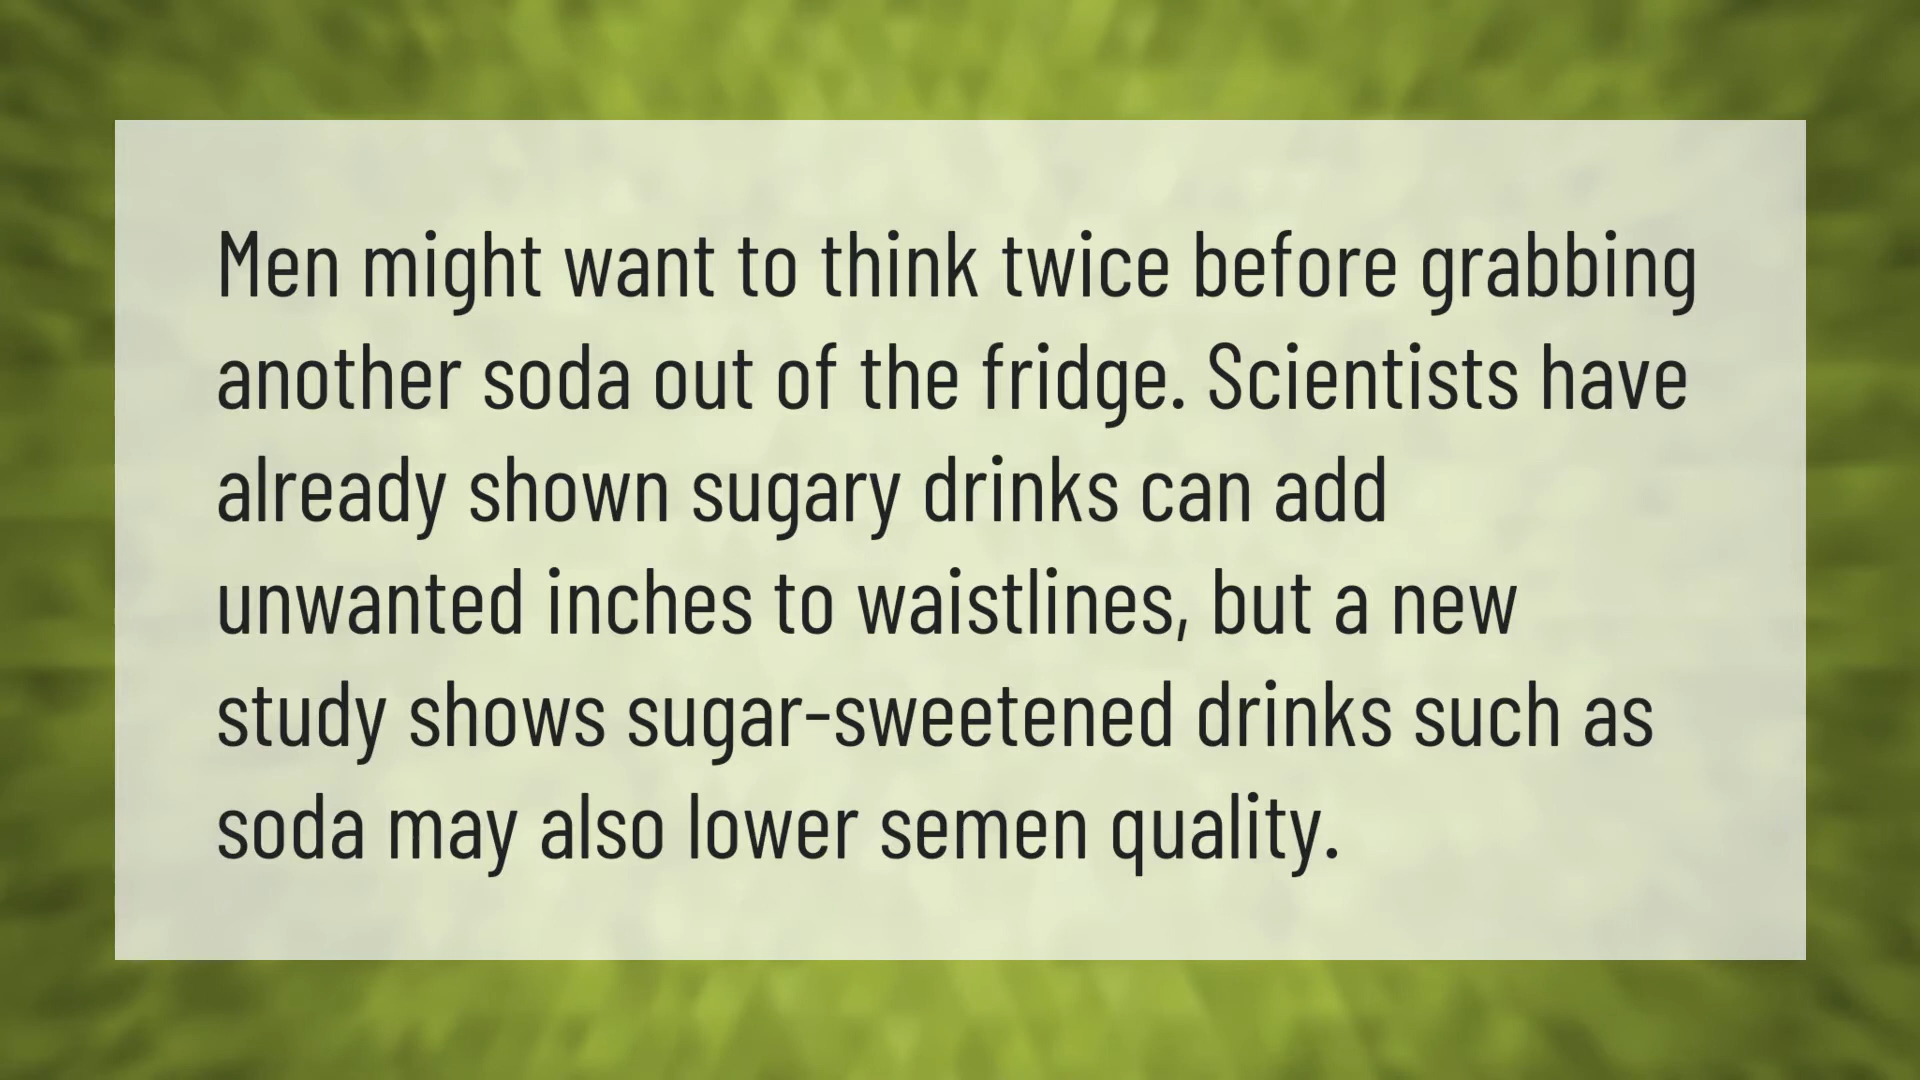 Men might want to think twice before grabbing
another soda out of the fridge. Scientists have
already shown sugary drinks can add
unwanted inches to waistlines, but a new
study shows sugar-sweetened drinks such as
soda may also lower semen quality.